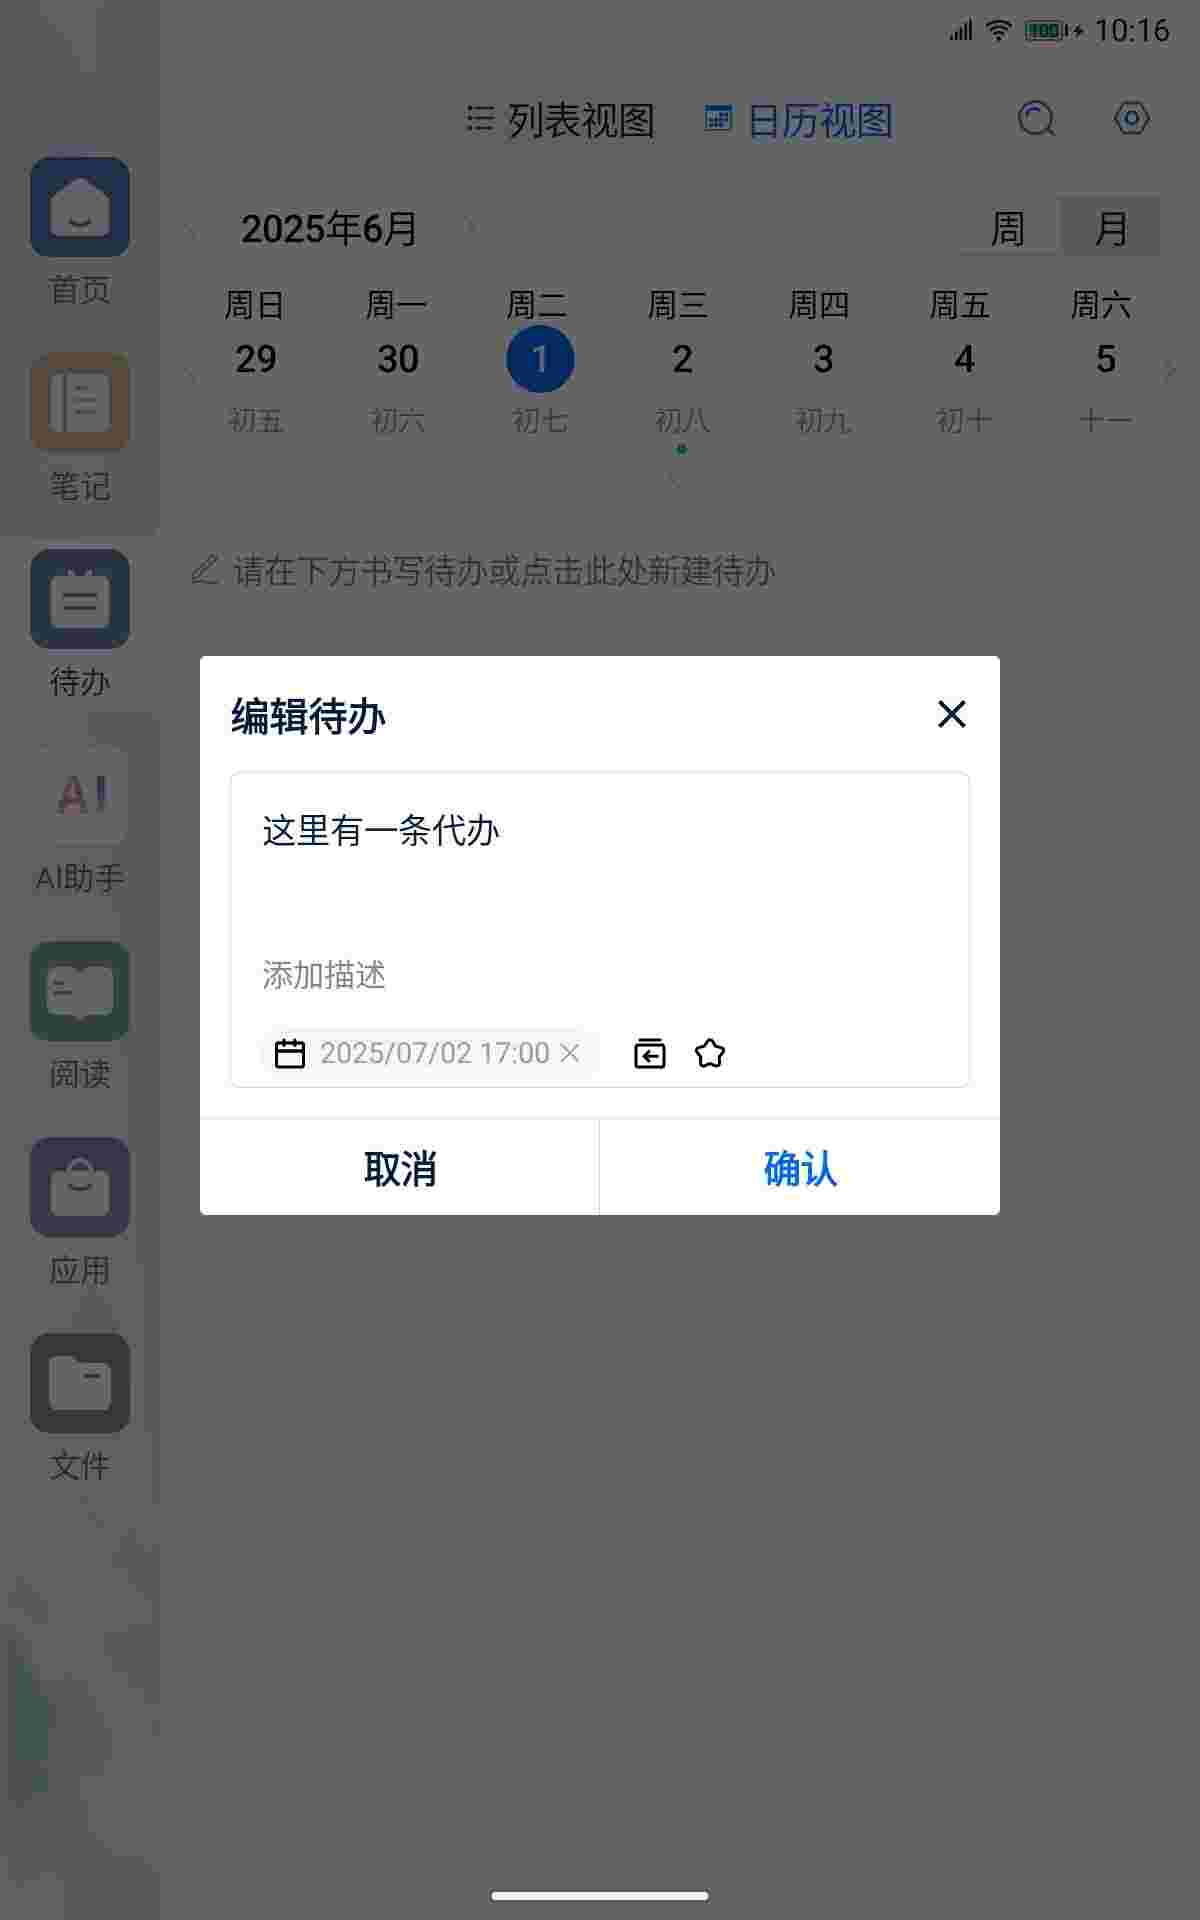 10:16
列表视图 日历视图
2025年6月 周 月
周日 周一 周二 周三 周四 周五 周六
29 30 1 2 3 4 5
初五 初六 初七 初八 初九 初十 十一
请在下方书写待办或点击此处新建待办
首页
笔记
待办
AI
AI助手
阅读
应用
文件
编辑待办
这里有一条代办
添加描述
2025/07/02 17:00
取消 确认